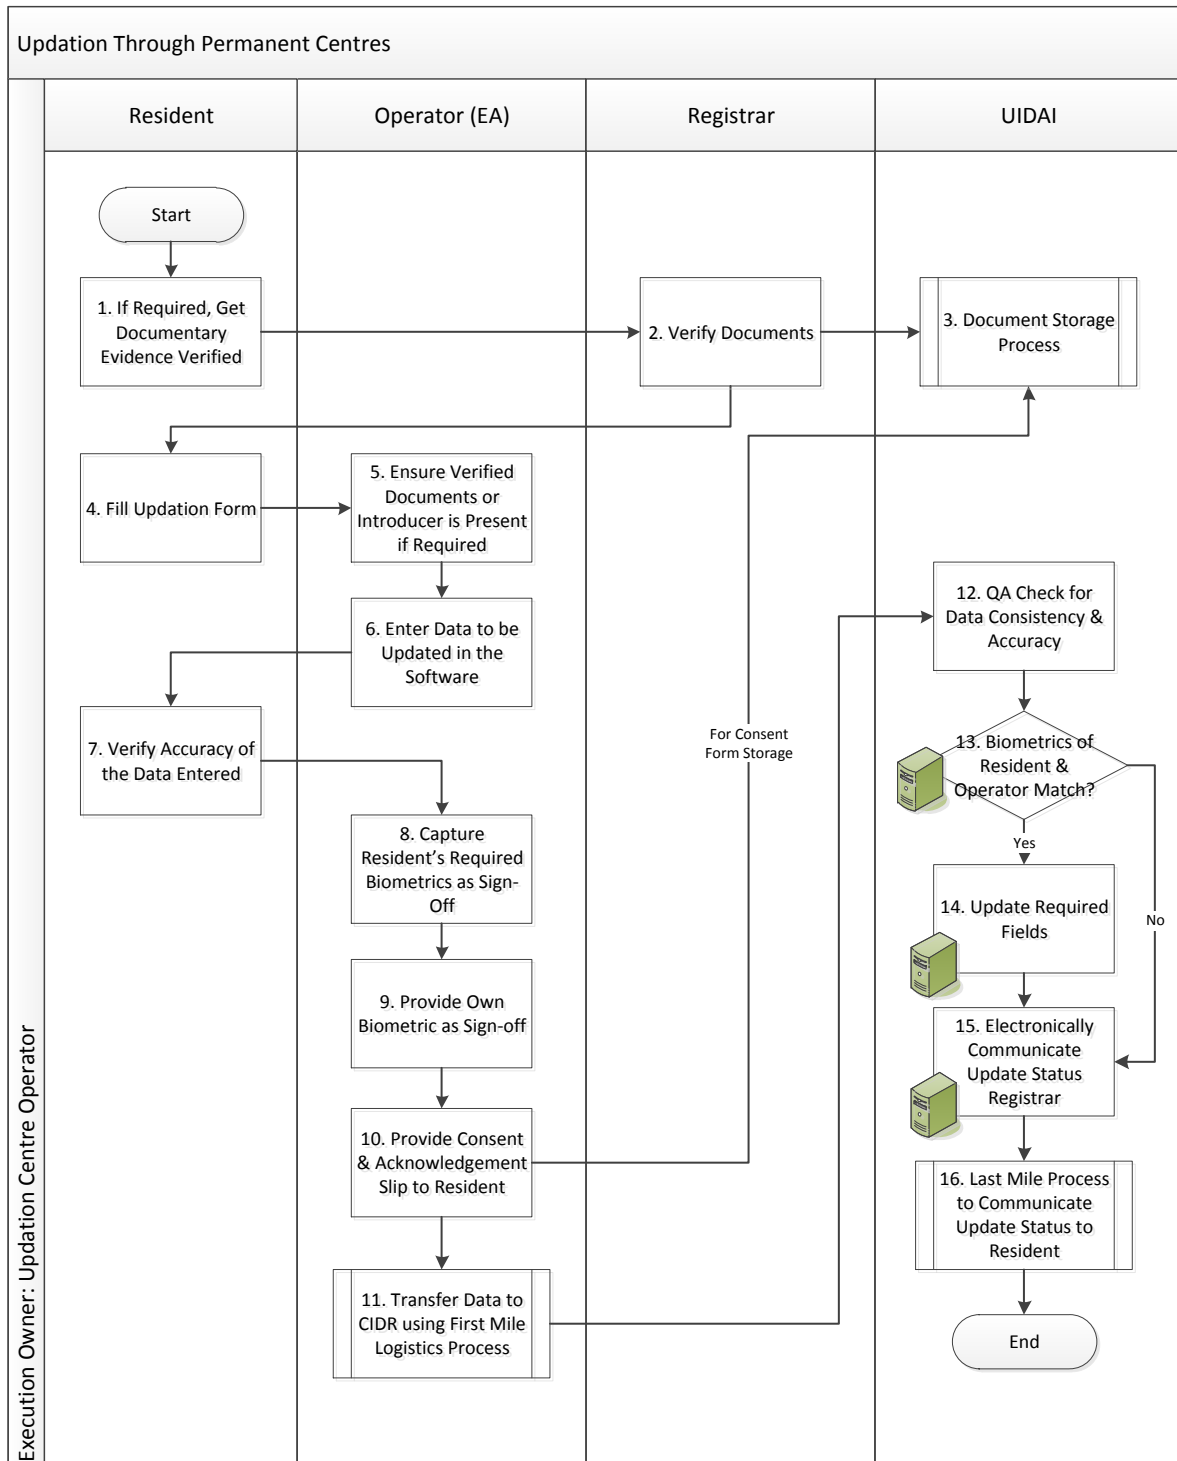 Updation Through Permanent Centres
Resident
Operator (EA)
Registrar
UIDAI
Execution Owner: Updation Centre Operator
Start
1. If Required, Get
Documentary
Evidence Verified
2. Verify Documents
3. Document Storage
Process
4. Fill Updation Form
5. Ensure Verified
Documents or
Introducer is Present
if Required
6. Enter Data to be
Updated in the
Software
7. Verify Accuracy of
the Data Entered
8. Capture
Resident's Required
Biometrics as Sign-
Off
9. Provide Own
Biometric as Sign-off
10. Provide Consent
& Acknowledgement
Slip to Resident
For Consent
Form Storage
11. Transfer Data to
CIDR using First Mile
Logistics Process
12. QA Check for
Data Consistency &
Accuracy
13. Biometrics of
Resident &
Operator Match?
Yes
No
14. Update Required
Fields
15. Electronically
Communicate
Update Status
Registrar
16. Last Mile Process
to Communicate
Update Status to
Resident
End